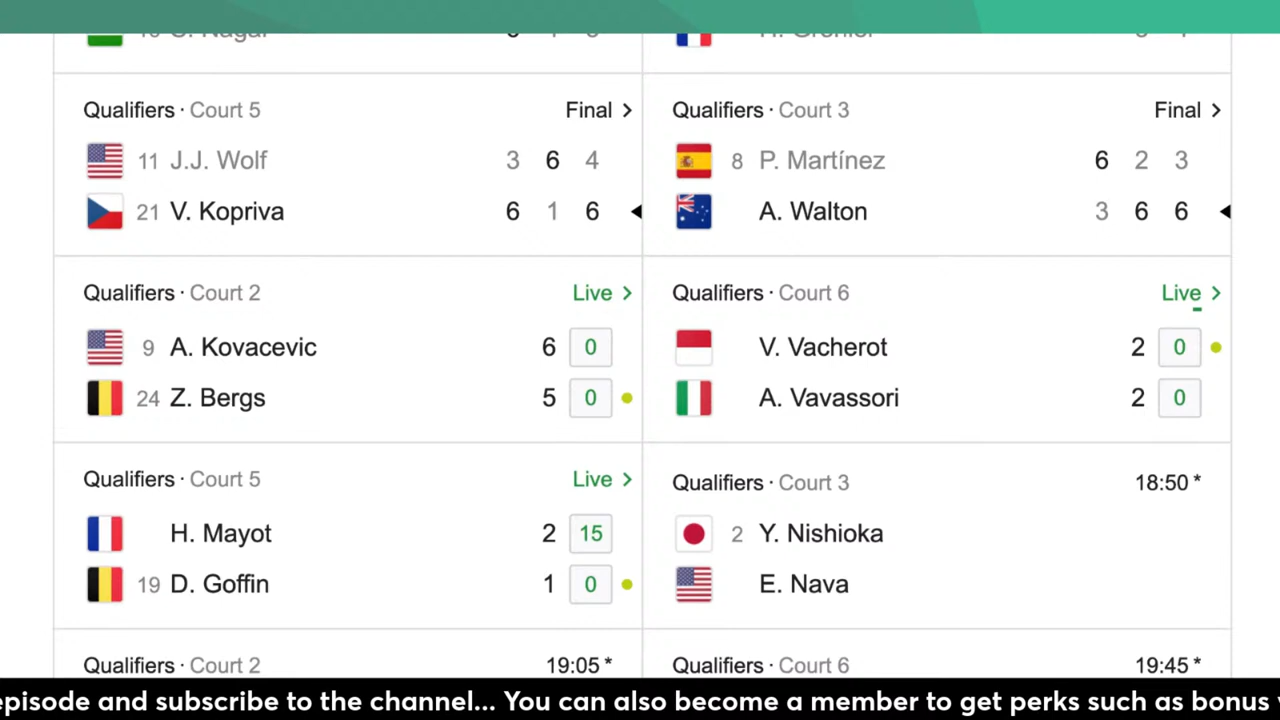 Qualifiers · Court 5 Final
11 J.J. Wolf 3 6 4
21 V. Kopriva 6 1 6
Qualifiers · Court 3 Final
8 P. Martínez 6 2 3
A. Walton 3 6 6
Qualifiers · Court 2 Live
9 A. Kovacevic 6 0
24 Z. Bergs 5 0
Qualifiers · Court 6 Live
V. Vacherot 2 0
A. Vavassori 2 0
Qualifiers · Court 5 Live
H. Mayot 2 15
19 D. Goffin 1 0
Qualifiers · Court 3 18:50 *
2 Y. Nishioka
E. Nava
Qualifiers · Court 2 19:05 *
Qualifiers · Court 6 19:45 *
episode and subscribe to the channel... You can also become a member to get perks such as bonus